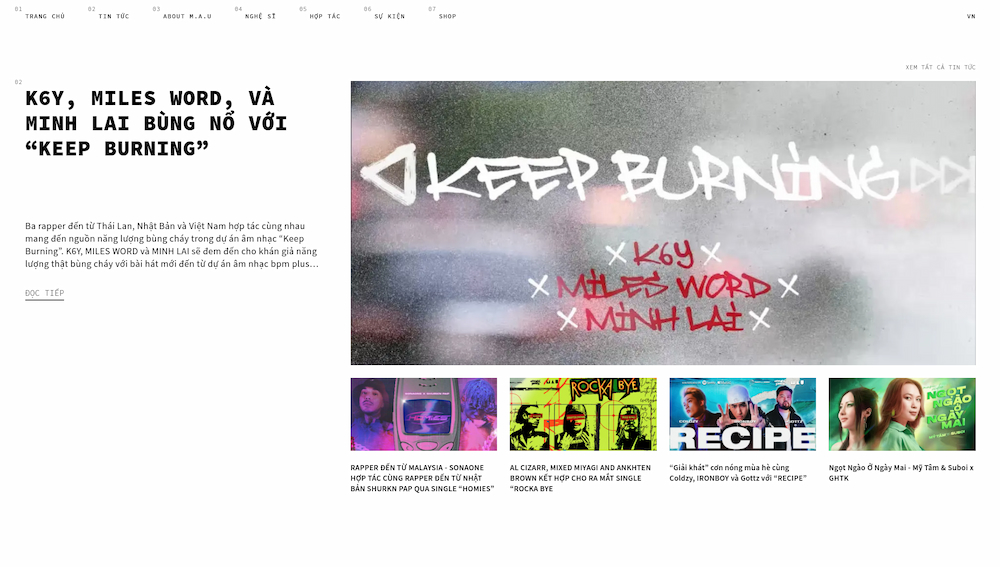 01 TRANG CHỦ
02 TIN TỨC
03 ABOUT M.A.U
04 NGHỆ SĨ
05 HỢP TÁC
06 SỰ KIỆN
07 SHOP
VN
XEM TẤT CẢ TIN TỨC
02
K6Y, MILES WORD, VÀ
MINH LAI BÙNG NỔ VỚI
“KEEP BURNING”
Ba rapper đến từ Thái Lan, Nhật Bản và Việt Nam hợp tác cùng nhau
mang đến nguồn năng lượng bùng cháy trong dự án âm nhạc “Keep
Burning”. K6Y, MILES WORD và MINH LAI sẽ đem đến cho khán giả năng
lượng thật bùng cháy với bài hát mới đến từ dự án âm nhạc bpm plus...
ĐỌC TIẾP
KEEP BURNING
X K6Y X
X MILES WORD X
X MINH LAI X
ROCKA BYE
RECIPE
NGỌT
NGÀO Ở
NGÀY
MAI
RAPPER ĐẾN TỪ MALAYSIA - SONAONE
HỢP TÁC CÙNG RAPPER ĐẾN TỪ NHẬT
BẢN SHURKN PAP QUA SINGLE “HOMIES”
AL CIZARR, MIXED MIYAGI AND ANKHTEN
BROWN KẾT HỢP CHO RA MẮT SINGLE
“ROCKA BYE
“Giải khát” cơn nóng mùa hè cùng
Coldzy, IRONBOY và Gottz với “RECIPE”
Ngọt Ngào Ở Ngày Mai - Mỹ Tâm & Suboi x
GHTK